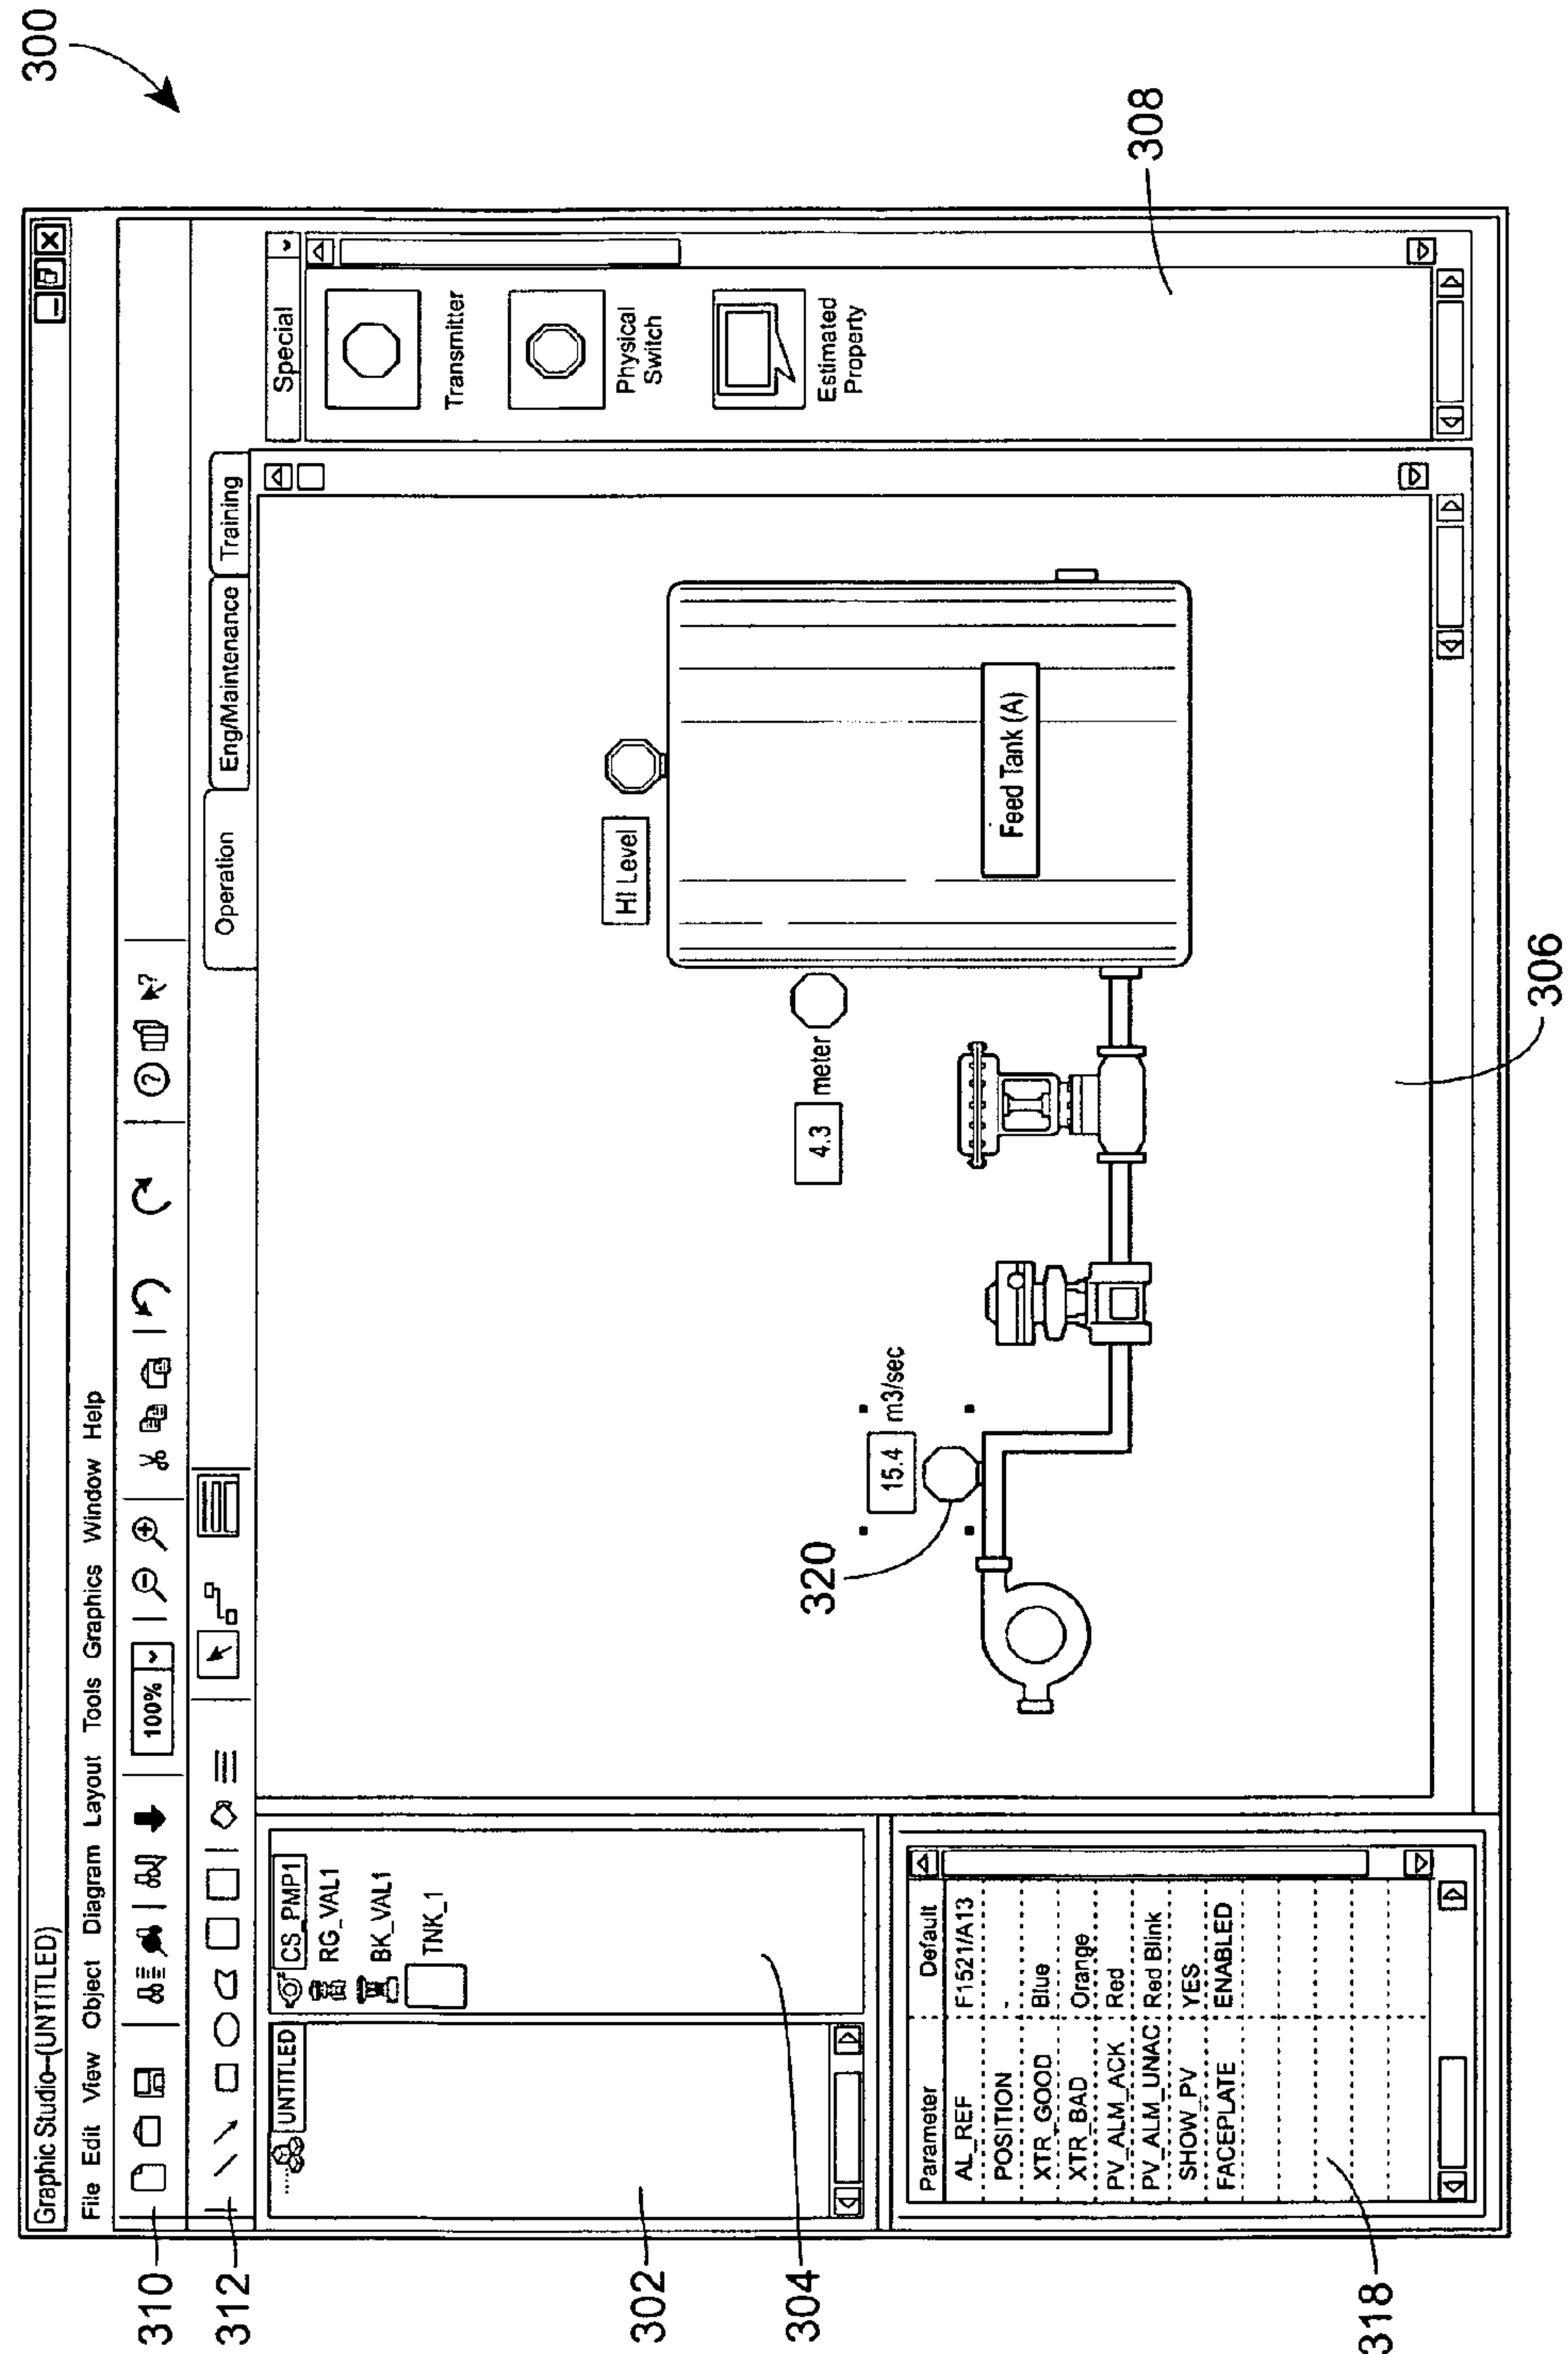 300
Graphic Studio--(UNTITLED)
File Edit View Object Diagram Layout Tools Graphics Window Help
310
100%
312
Operation
Eng/Maintenance
Training
UNTITLED
CS_PMP1
RG_VAL1
BK_VAL1
TNK_1
302
304
Special
Transmitter
Physical
Switch
Estimated
Property
308
HI Level
4.3 meter
15.4 m3/sec
320
Feed Tank (A)
306
Parameter Default
AL_REF F1521/A13
POSITION -
XTR_GOOD Blue
XTR_BAD Orange
PV_ALM_ACK Red
PV_ALM_UNAC Red Blink
SHOW_PV YES
FACEPLATE ENABLED
318